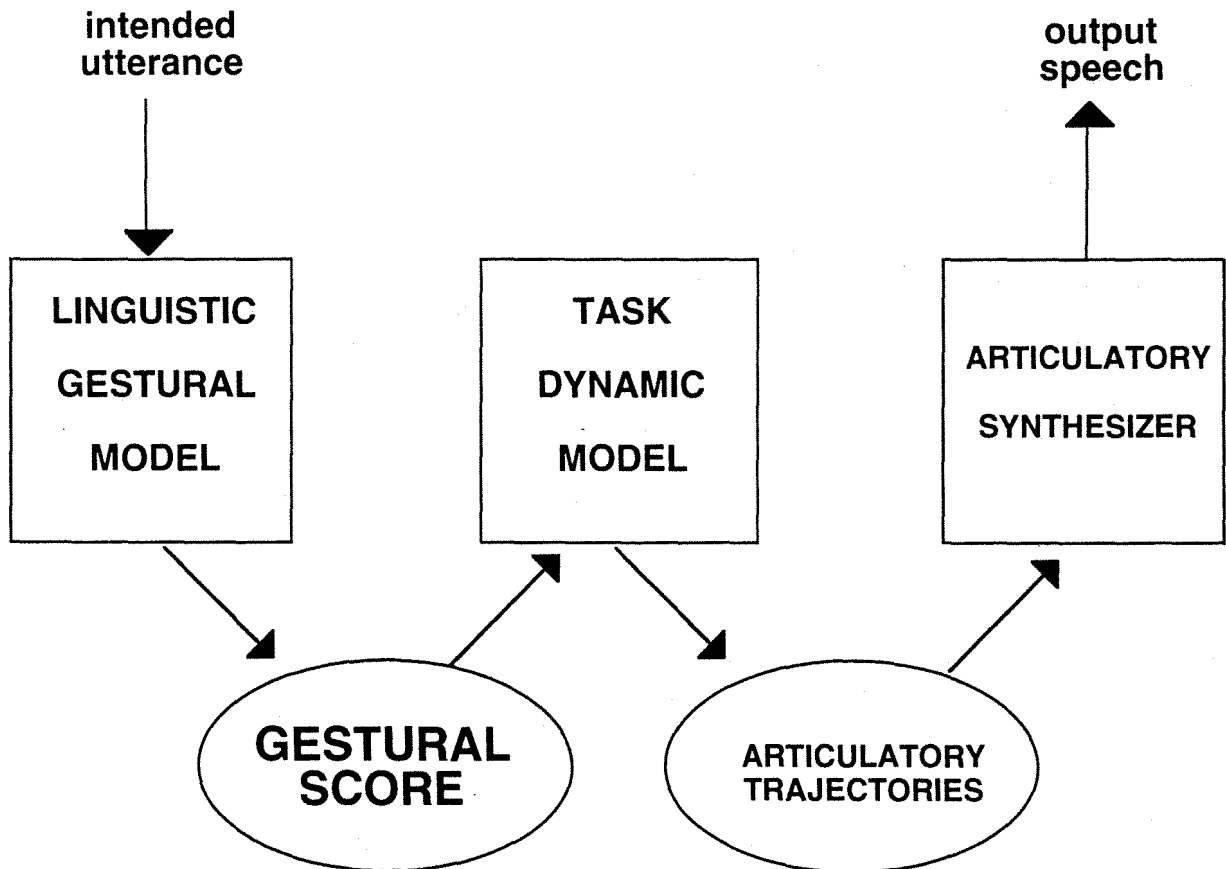 intended
utterance
output
speech
LINGUISTIC
GESTURAL
MODEL
TASK
DYNAMIC
MODEL
ARTICULATORY
SYNTHESIZER
GESTURAL
SCORE
ARTICULATORY
TRAJECTORIES